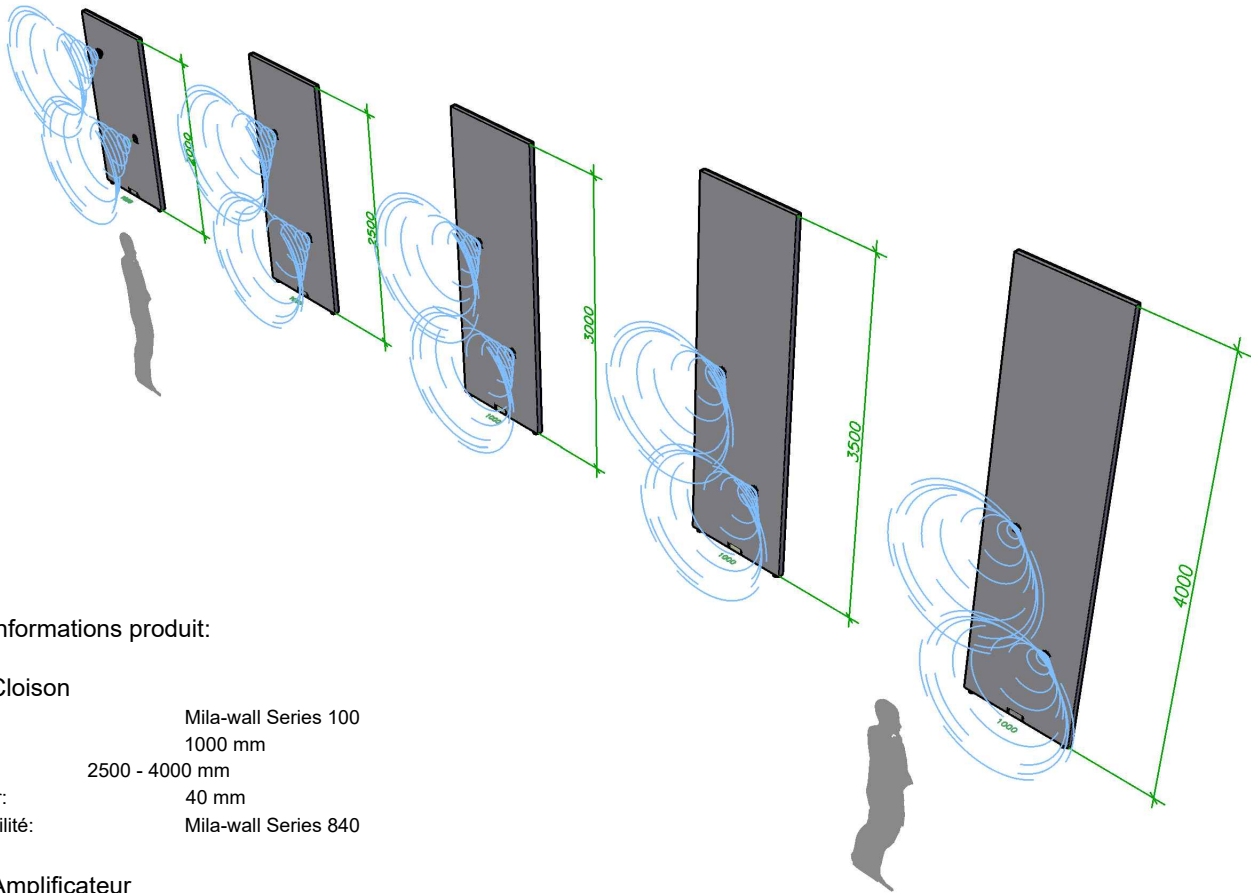 2000
2500
3000
1000
3500
1000
4000
1000
nformations produit:
Cloison
Mila-wall Series 100
1000 mm
2500 - 4000 mm
r: 40 mm
ilité: Mila-wall Series 840
Amplificateur